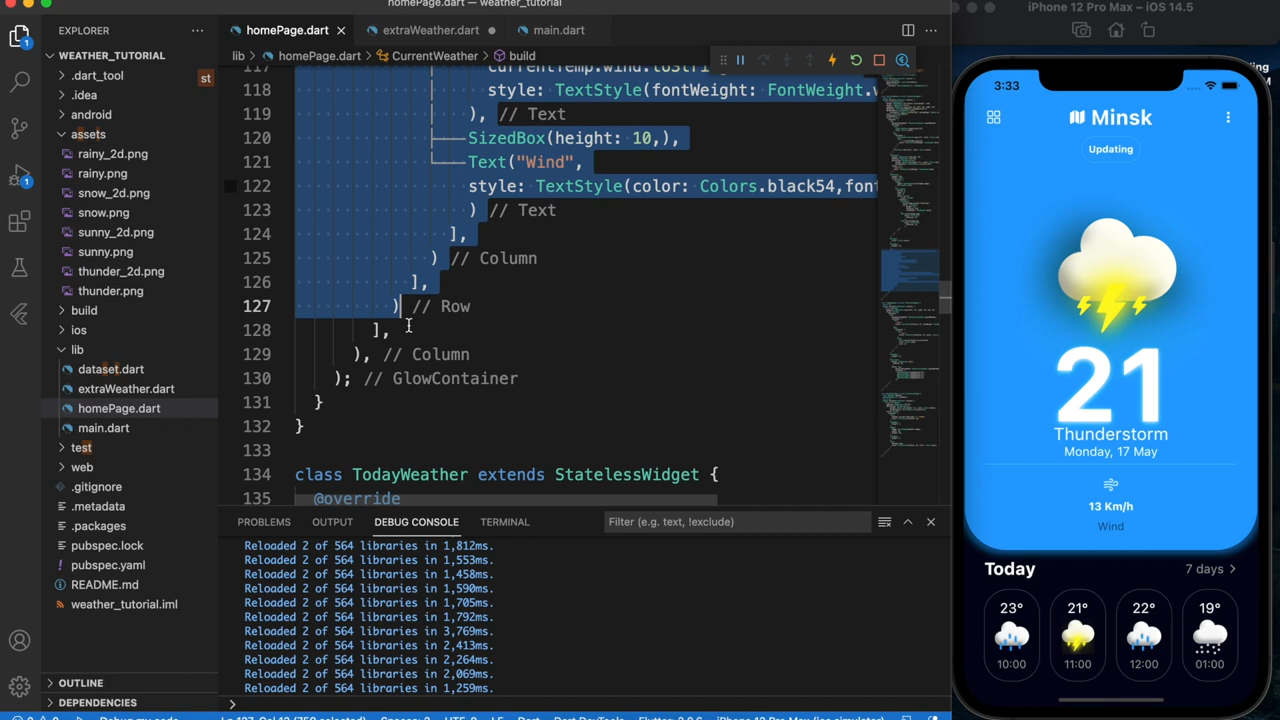 homePage.dart — weather_tutorial
iPhone 12 Pro Max – iOS 14.5
EXPLORER
homePage.dart
extraWeather.dart
main.dart
WEATHER_TUTORIAL
lib > homePage.dart > CurrentWeather > build
.dart_tool
st
.idea
android
assets
rainy_2d.png
rainy.png
snow_2d.png
snow.png
sunny_2d.png
sunny.png
thunder_2d.png
thunder.png
build
ios
lib
dataset.dart
extraWeather.dart
homePage.dart
main.dart
test
web
.gitignore
.metadata
.packages
pubspec.lock
pubspec.yaml
README.md
weather_tutorial.iml
OUTLINE
DEPENDENCIES
1
1
117
118 style: TextStyle(fontWeight: FontWeight.
119 ), // Text
120 SizedBox(height: 10,),
121 Text("Wind",
122 style: TextStyle(color: Colors.black54,font
123 ) // Text
124 ],
125 ) // Column
126 ],
127 ) // Row
128 ],
129 ), // Column
130 ); // GlowContainer
131 }
132 }
133
134 class TodayWeather extends StatelessWidget {
135 @override
PROBLEMS OUTPUT DEBUG CONSOLE TERMINAL
Filter (e.g. text, !exclude)
Reloaded 2 of 564 libraries in 1,812ms.
Reloaded 2 of 564 libraries in 1,553ms.
Reloaded 2 of 564 libraries in 1,458ms.
Reloaded 2 of 564 libraries in 1,590ms.
Reloaded 2 of 564 libraries in 1,705ms.
Reloaded 2 of 564 libraries in 1,792ms.
Reloaded 2 of 564 libraries in 3,769ms.
Reloaded 2 of 564 libraries in 2,413ms.
Reloaded 2 of 564 libraries in 2,264ms.
Reloaded 2 of 564 libraries in 2,069ms.
Reloaded 2 of 564 libraries in 1,259ms.
3:33
Minsk
Updating
21
Thunderstorm
Monday, 17 May
13 Km/h
Wind
Today
7 days
23° 21° 22° 19°
10:00 11:00 12:00 01:00